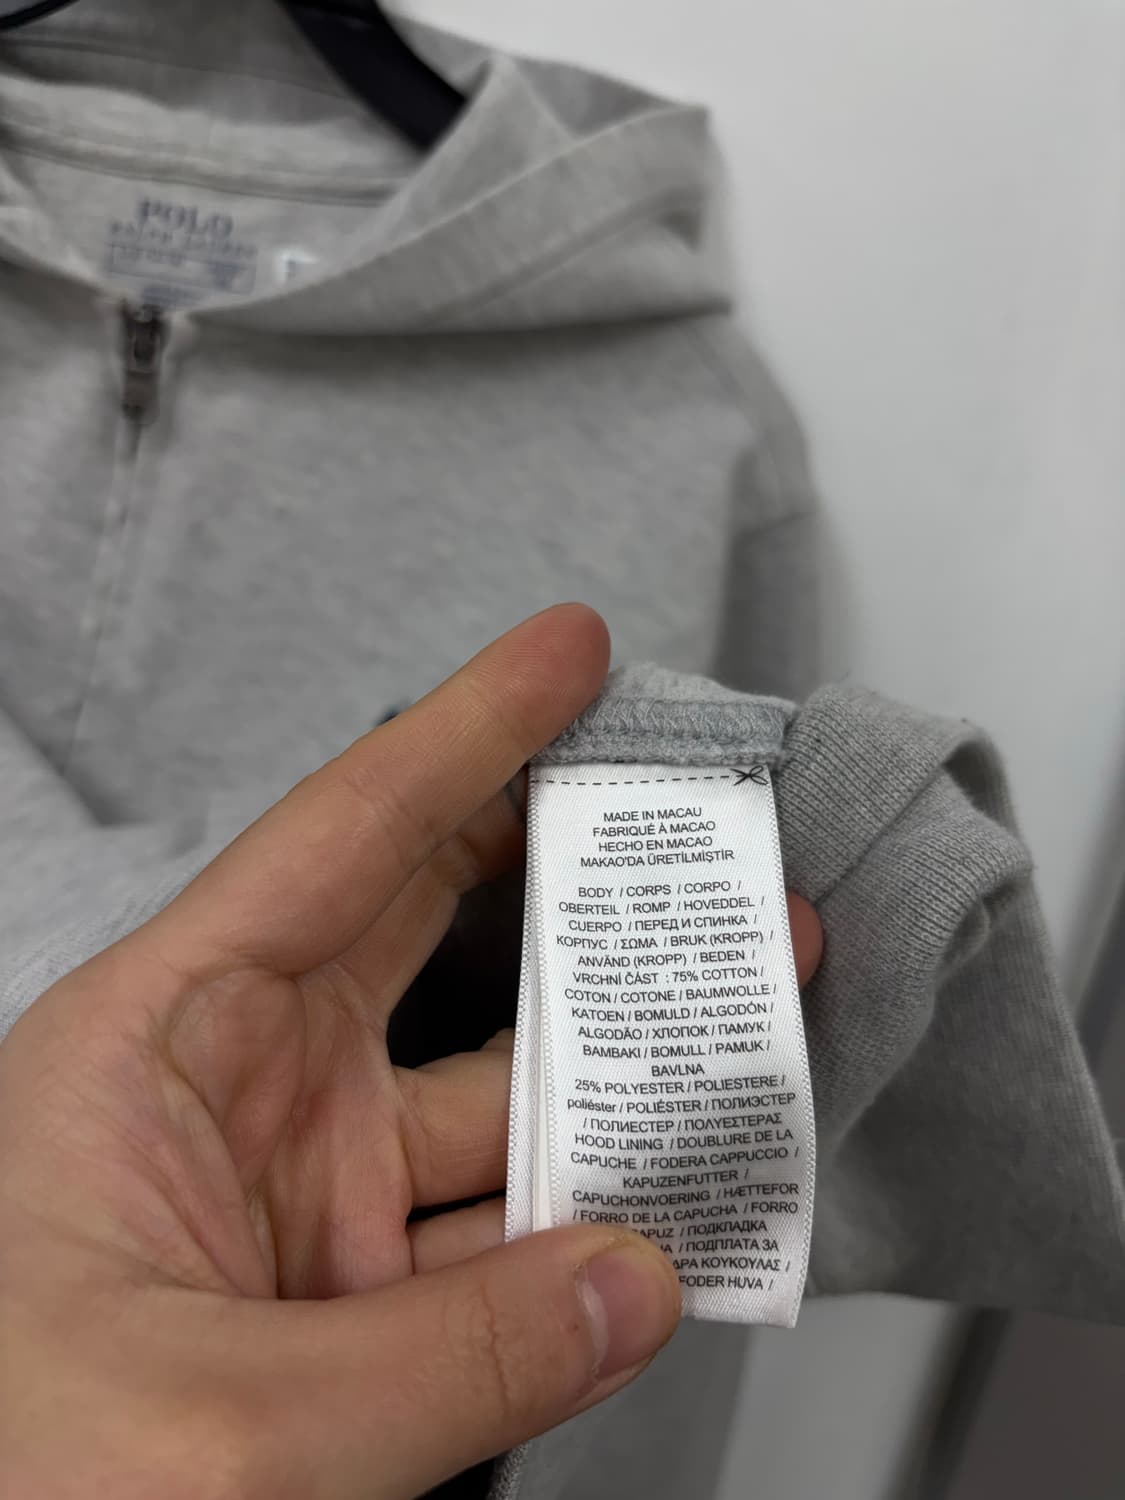 POLO
RALPH LAUREN
MADE IN MACAU
FABRIQUÉ À MACAO
HECHO EN MACAO
MAKAO'DA ÜRETİLMİŞTİR
BODY / CORPS / CORPO /
OBERTEIL / ROMP / HOVEDDEL /
CUERPO / ПЕРЕД И СПИНКА /
КОРПУС / ΣΩΜΑ / BRUK (KROPP) /
ANVÄND (KROPP) / BEDEN /
VRCHNÍ ČÁST : 75% COTTON /
COTON / COTONE / BAUMWOLLE /
KATOEN / BOMULD / ALGODÓN /
ALGODÃO / ХЛОПОК / ПАМУК /
BAMBAKI / BOMULL / PAMUK /
BAVLNA
25% POLYESTER / POLIESTERE /
poliéster / POLIÉSTER / ПОЛИЭСТЕР
/ ПОЛИЕСТЕР / ΠΟΛΥΕΣΤΕΡΑΣ
HOOD LINING / DOUBLURE DE LA
CAPUCHE / FODERA CAPPUCCIO /
KAPUZENFUTTER /
CAPUCHONVOERING / HÆTTEFOR
/ FORRO DE LA CAPUCHA / FORRO
APUZ / ПОДКЛАДКА
/ ПОДПЛАТА ЗА
ΔΡΑ ΚΟΥΚΟΥΛΑΣ /
FODER HUVA /